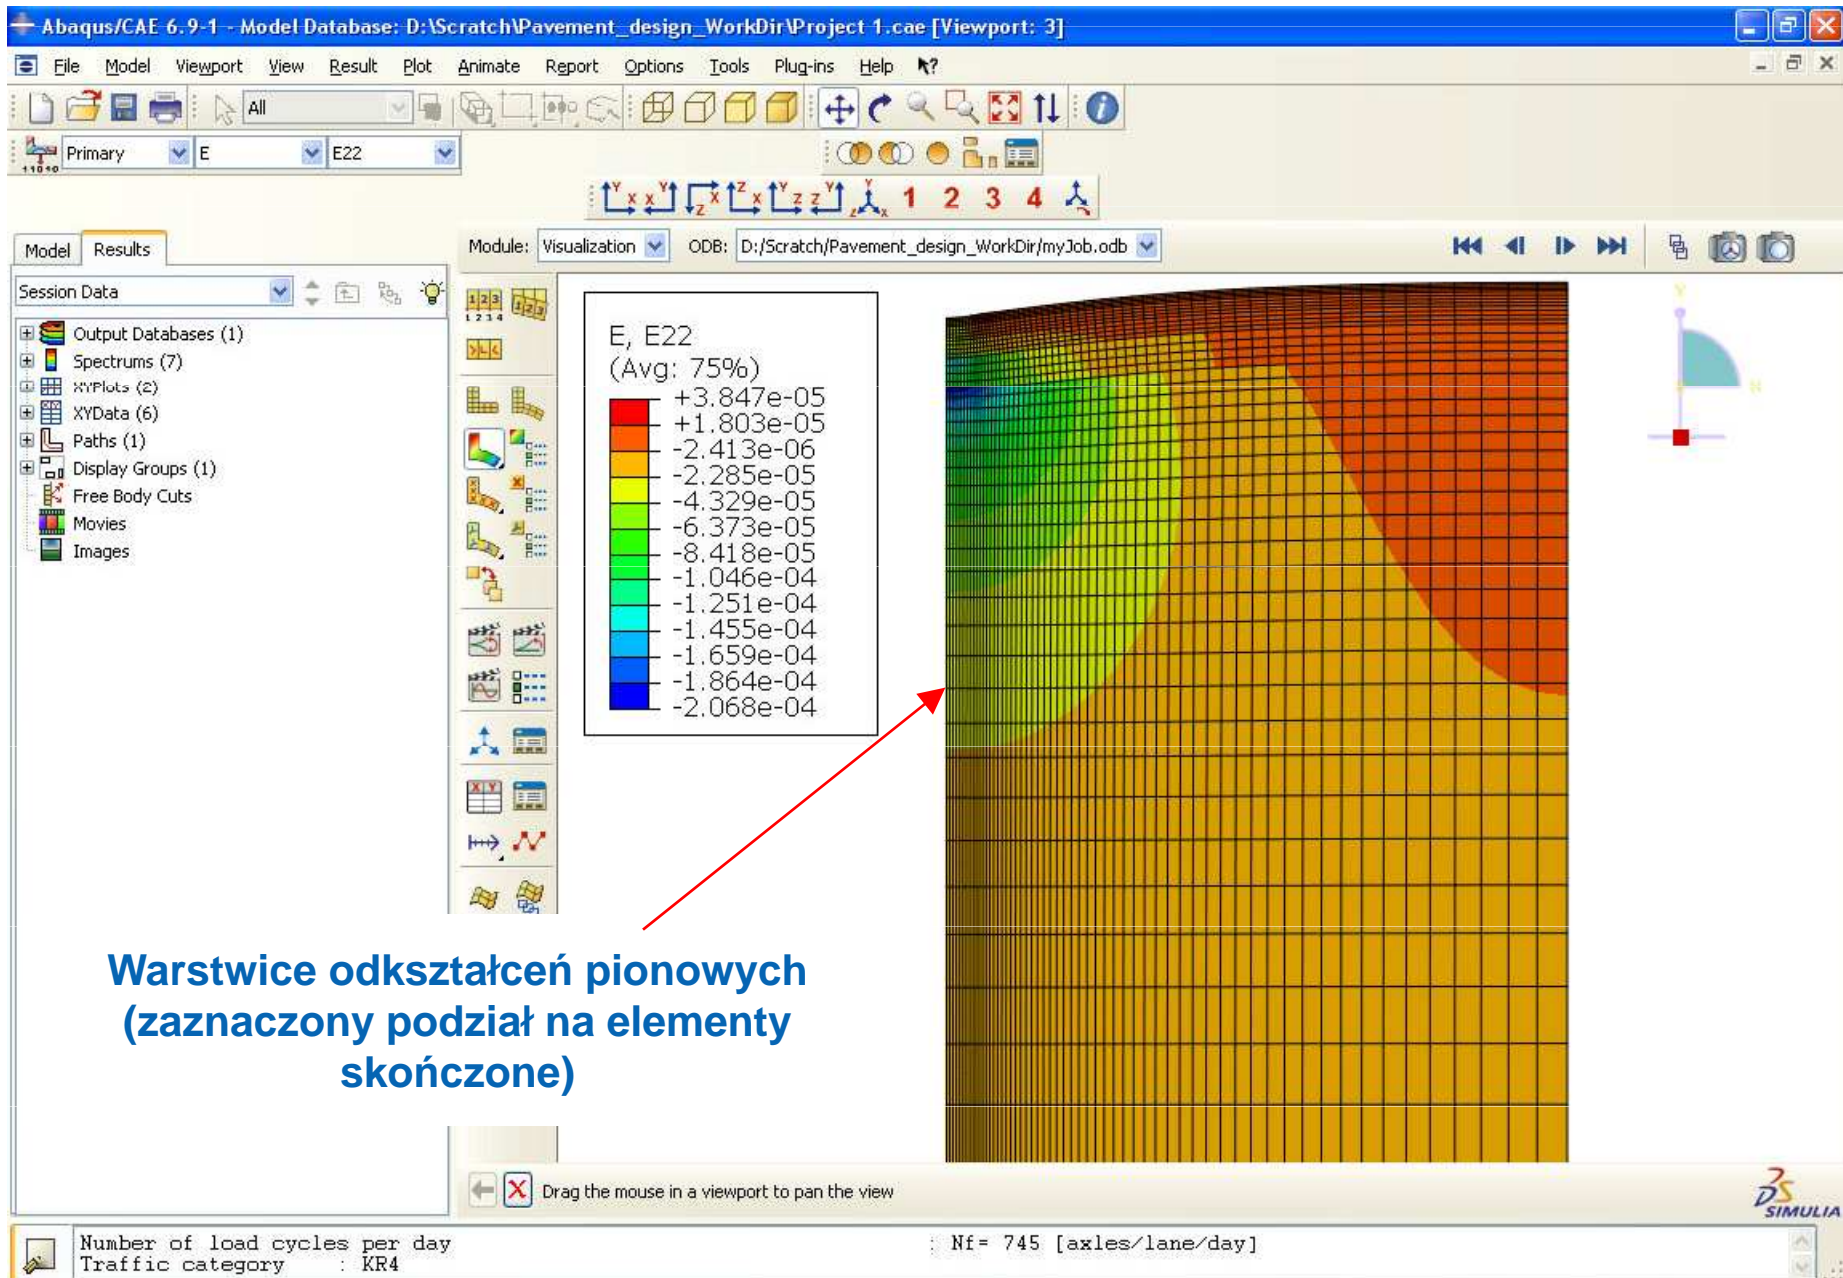 Abaqus/CAE 6.9-1 - Model Database: D:\Scratch\Pavement_design_WorkDir\Project 1.cae [Viewport: 3]
File Model Viewport View Result Plot Animate Report Options Tools Plug-ins Help
All
Primary E E22
1 2 3 4
Model Results
Module: Visualization ODB: D:/Scratch/Pavement_design_WorkDir/myJob.odb
Session Data
Output Databases (1)
Spectrums (7)
XYPlots (2)
XYData (6)
Paths (1)
Display Groups (1)
Free Body Cuts
Movies
Images
E, E22
(Avg: 75%)
+3.847e-05
+1.803e-05
-2.413e-06
-2.285e-05
-4.329e-05
-6.373e-05
-8.418e-05
-1.046e-04
-1.251e-04
-1.455e-04
-1.659e-04
-1.864e-04
-2.068e-04
Warstwice odkształceń pionowych
(zaznaczony podział na elementy
skończone)
Drag the mouse in a viewport to pan the view
SIMULIA
Number of load cycles per day : Nf= 745 [axles/lane/day]
Traffic category : KR4